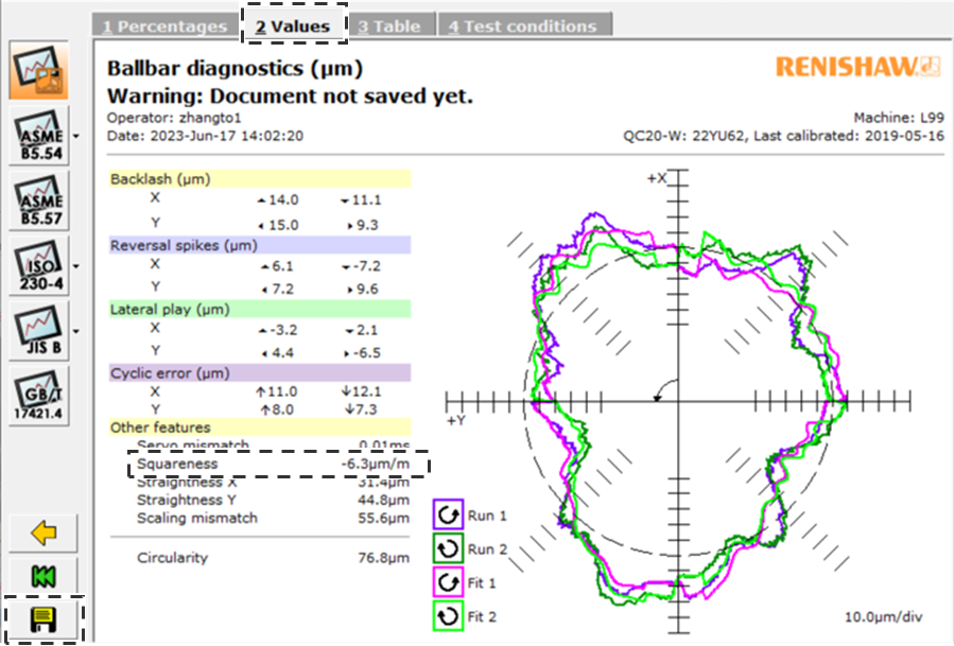 1 Percentages 2 Values 3 Table 4 Test conditions
Ballbar diagnostics (µm)
RENISHAW
Warning: Document not saved yet.
Operator: zhangto1
Machine: L99
Date: 2023-Jun-17 14:02:20
QC20-W: 22YU62, Last calibrated: 2019-05-16
ASME
B5.54
ASME
B5.57
ISO
230-4
JIS B
GB/T
17421.4
Backlash (µm)
X 14.0 11.1
Y 15.0 9.3
Reversal spikes (µm)
X 6.1 -7.2
Y 7.2 9.6
Lateral play (µm)
X -3.2 2.1
Y 4.4 -6.5
Cyclic error (µm)
X ↑11.0 ↓12.1
Y ↑8.0 ↓7.3
Other features
Servo mismatch 0.01ms
Squareness -6.3µm/m
Straightness X 31.4µm
Straightness Y 44.8µm
Scaling mismatch 55.6µm
Circularity 76.8µm
+X
+Y
Run 1
Run 2
Fit 1
Fit 2
10.0µm/div